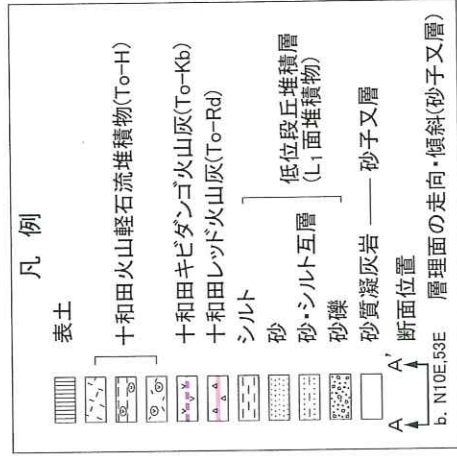 凡 例
表土
十和田火山軽石流堆積物(To-H)
十和田キビダンゴ火山灰(To-Kb)
十和田レッド火山灰(To-Rd)
シルト
砂
砂・シルト互層
砂礫
低位段丘堆積層
(L₁面堆積物)
砂質凝灰岩 — 砂子又層
A A' 断面位置
b. N10E,53E 層理面の走向・傾斜(砂子又層)